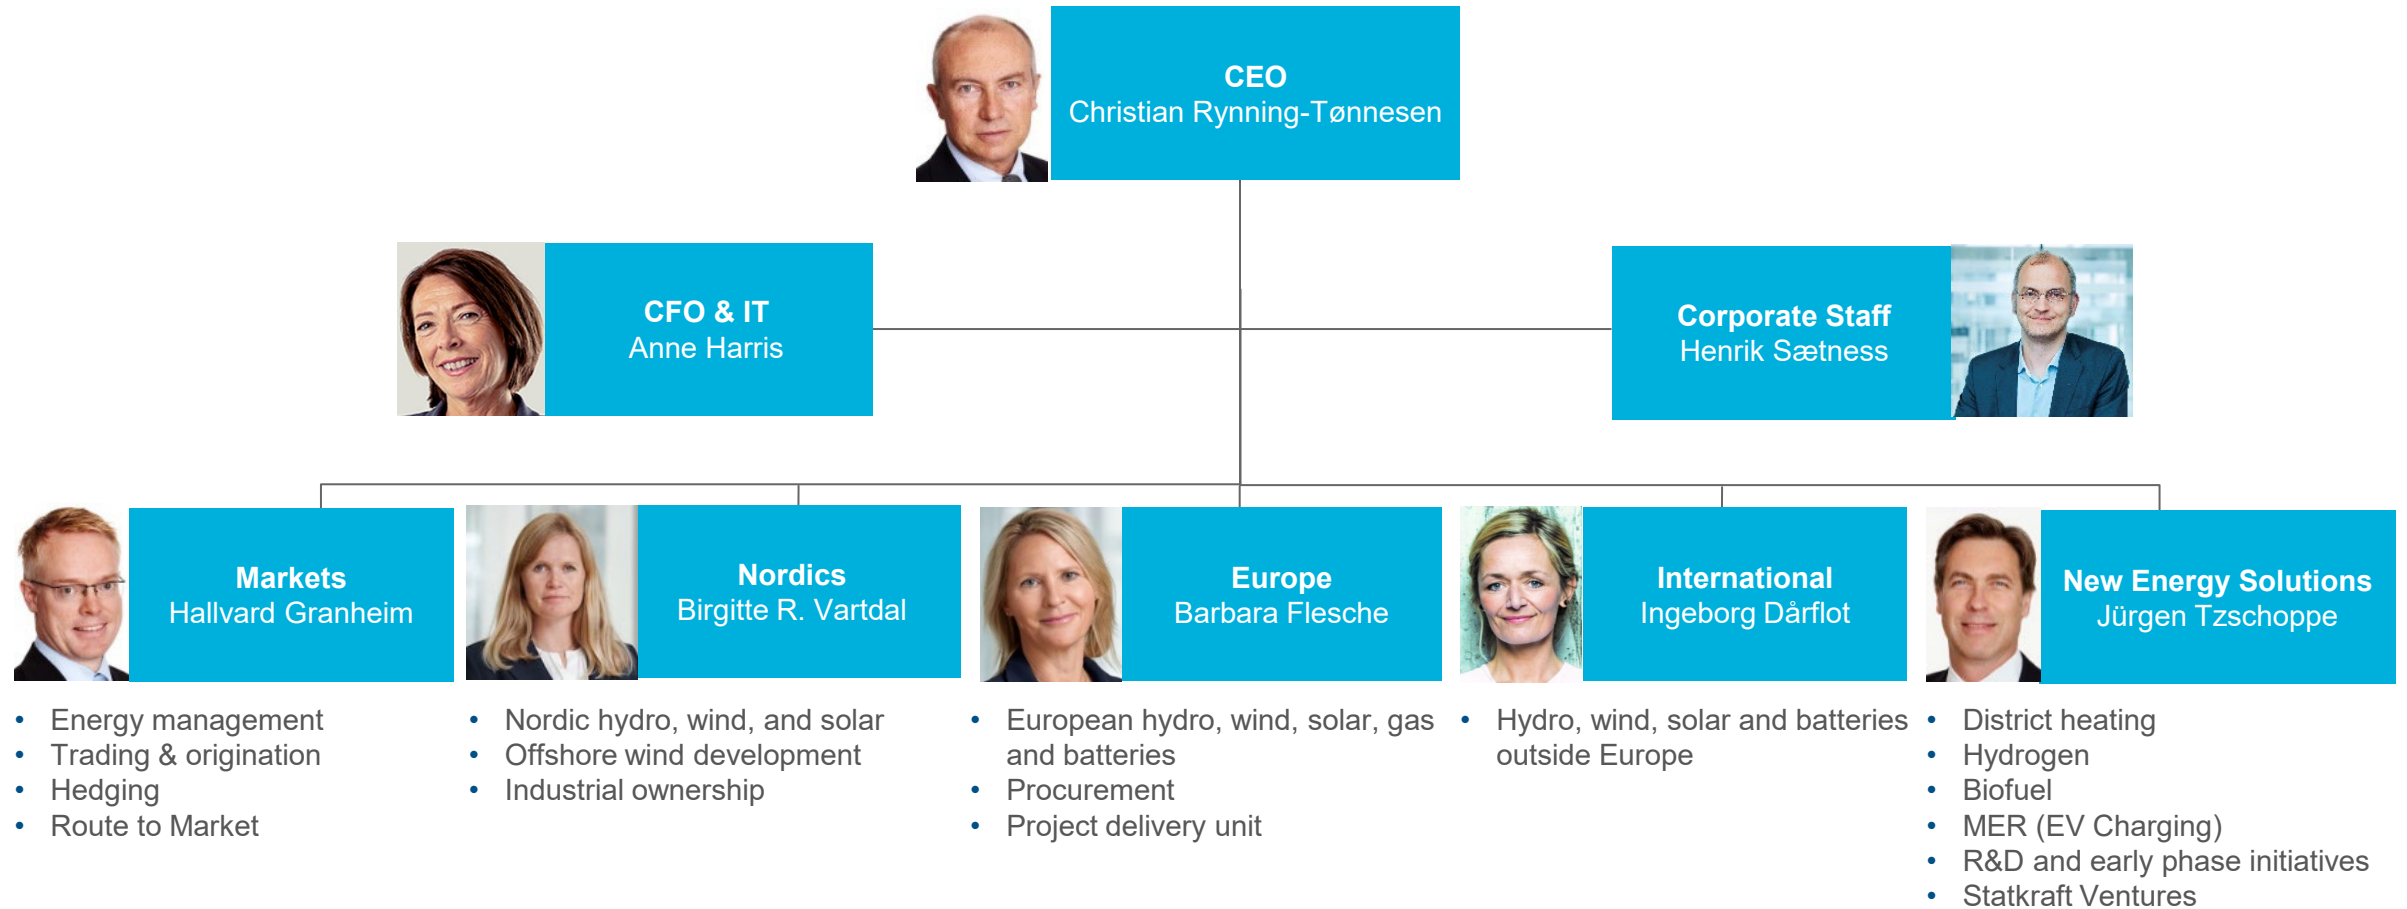 CEO
Christian Rynning-Tønnesen
CFO & IT
Anne Harris
Corporate Staff
Henrik Sætness
Markets
Hallvard Granheim
Nordics
Birgitte R. Vartdal
Europe
Barbara Flesche
International
Ingeborg Dårflot
New Energy Solutions
Jürgen Tzschoppe
• Energy management
• Trading & origination
• Hedging
• Route to Market
• Nordic hydro, wind, and solar
• Offshore wind development
• Industrial ownership
• European hydro, wind, solar, gas
and batteries
• Procurement
• Project delivery unit
• Hydro, wind, solar and batteries
outside Europe
• District heating
• Hydrogen
• Biofuel
• MER (EV Charging)
• R&D and early phase initiatives
• Statkraft Ventures